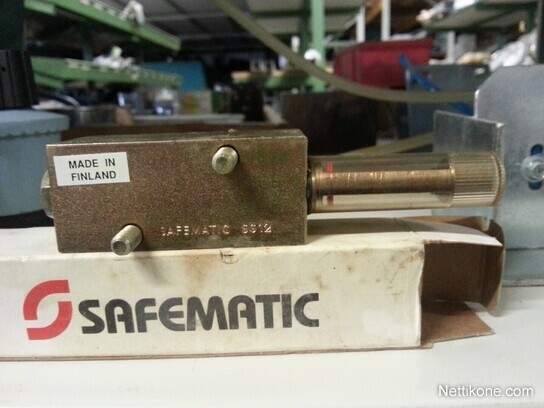 MADE IN
FINLAND
SAFEMATIC SG12
SAFEMATIC
Nettikone.com